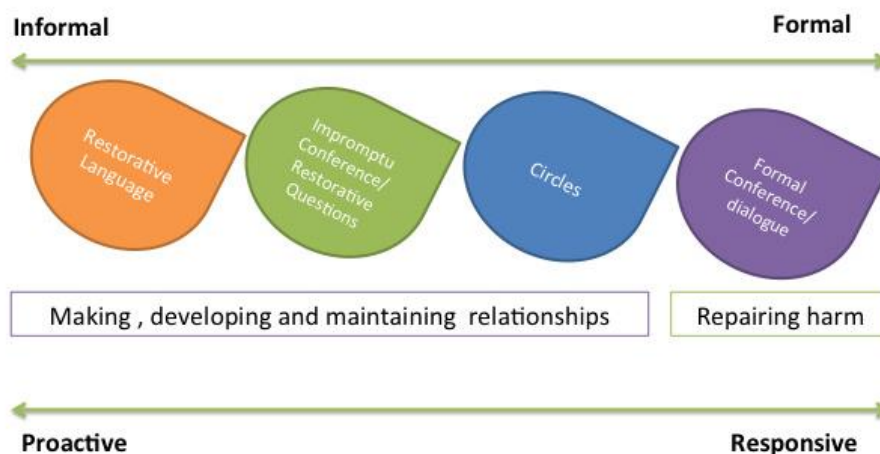 Informal
Formal
Restorative
Language
Impromptu
Conference/
Restorative
Questions
Circles
Formal
Conference/
dialogue
Making , developing and maintaining relationships
Repairing harm
Proactive
Responsive